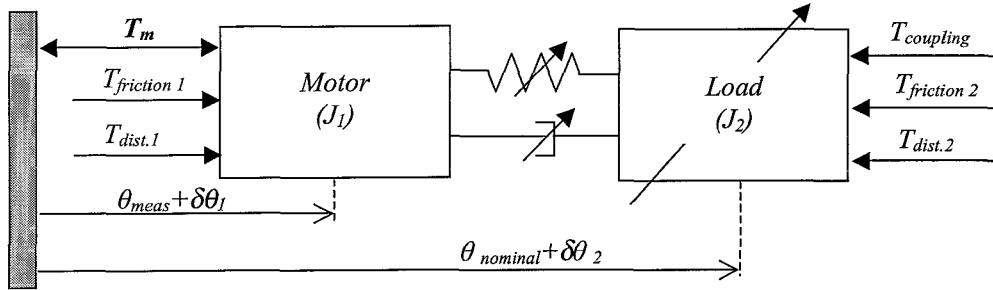 T_m
Motor
(J_1)
T_friction 1
T_dist.1
Load
(J_2)
T_coupling
T_friction 2
T_dist.2
θ_meas+δθ_1
θ_nominal+δθ_2